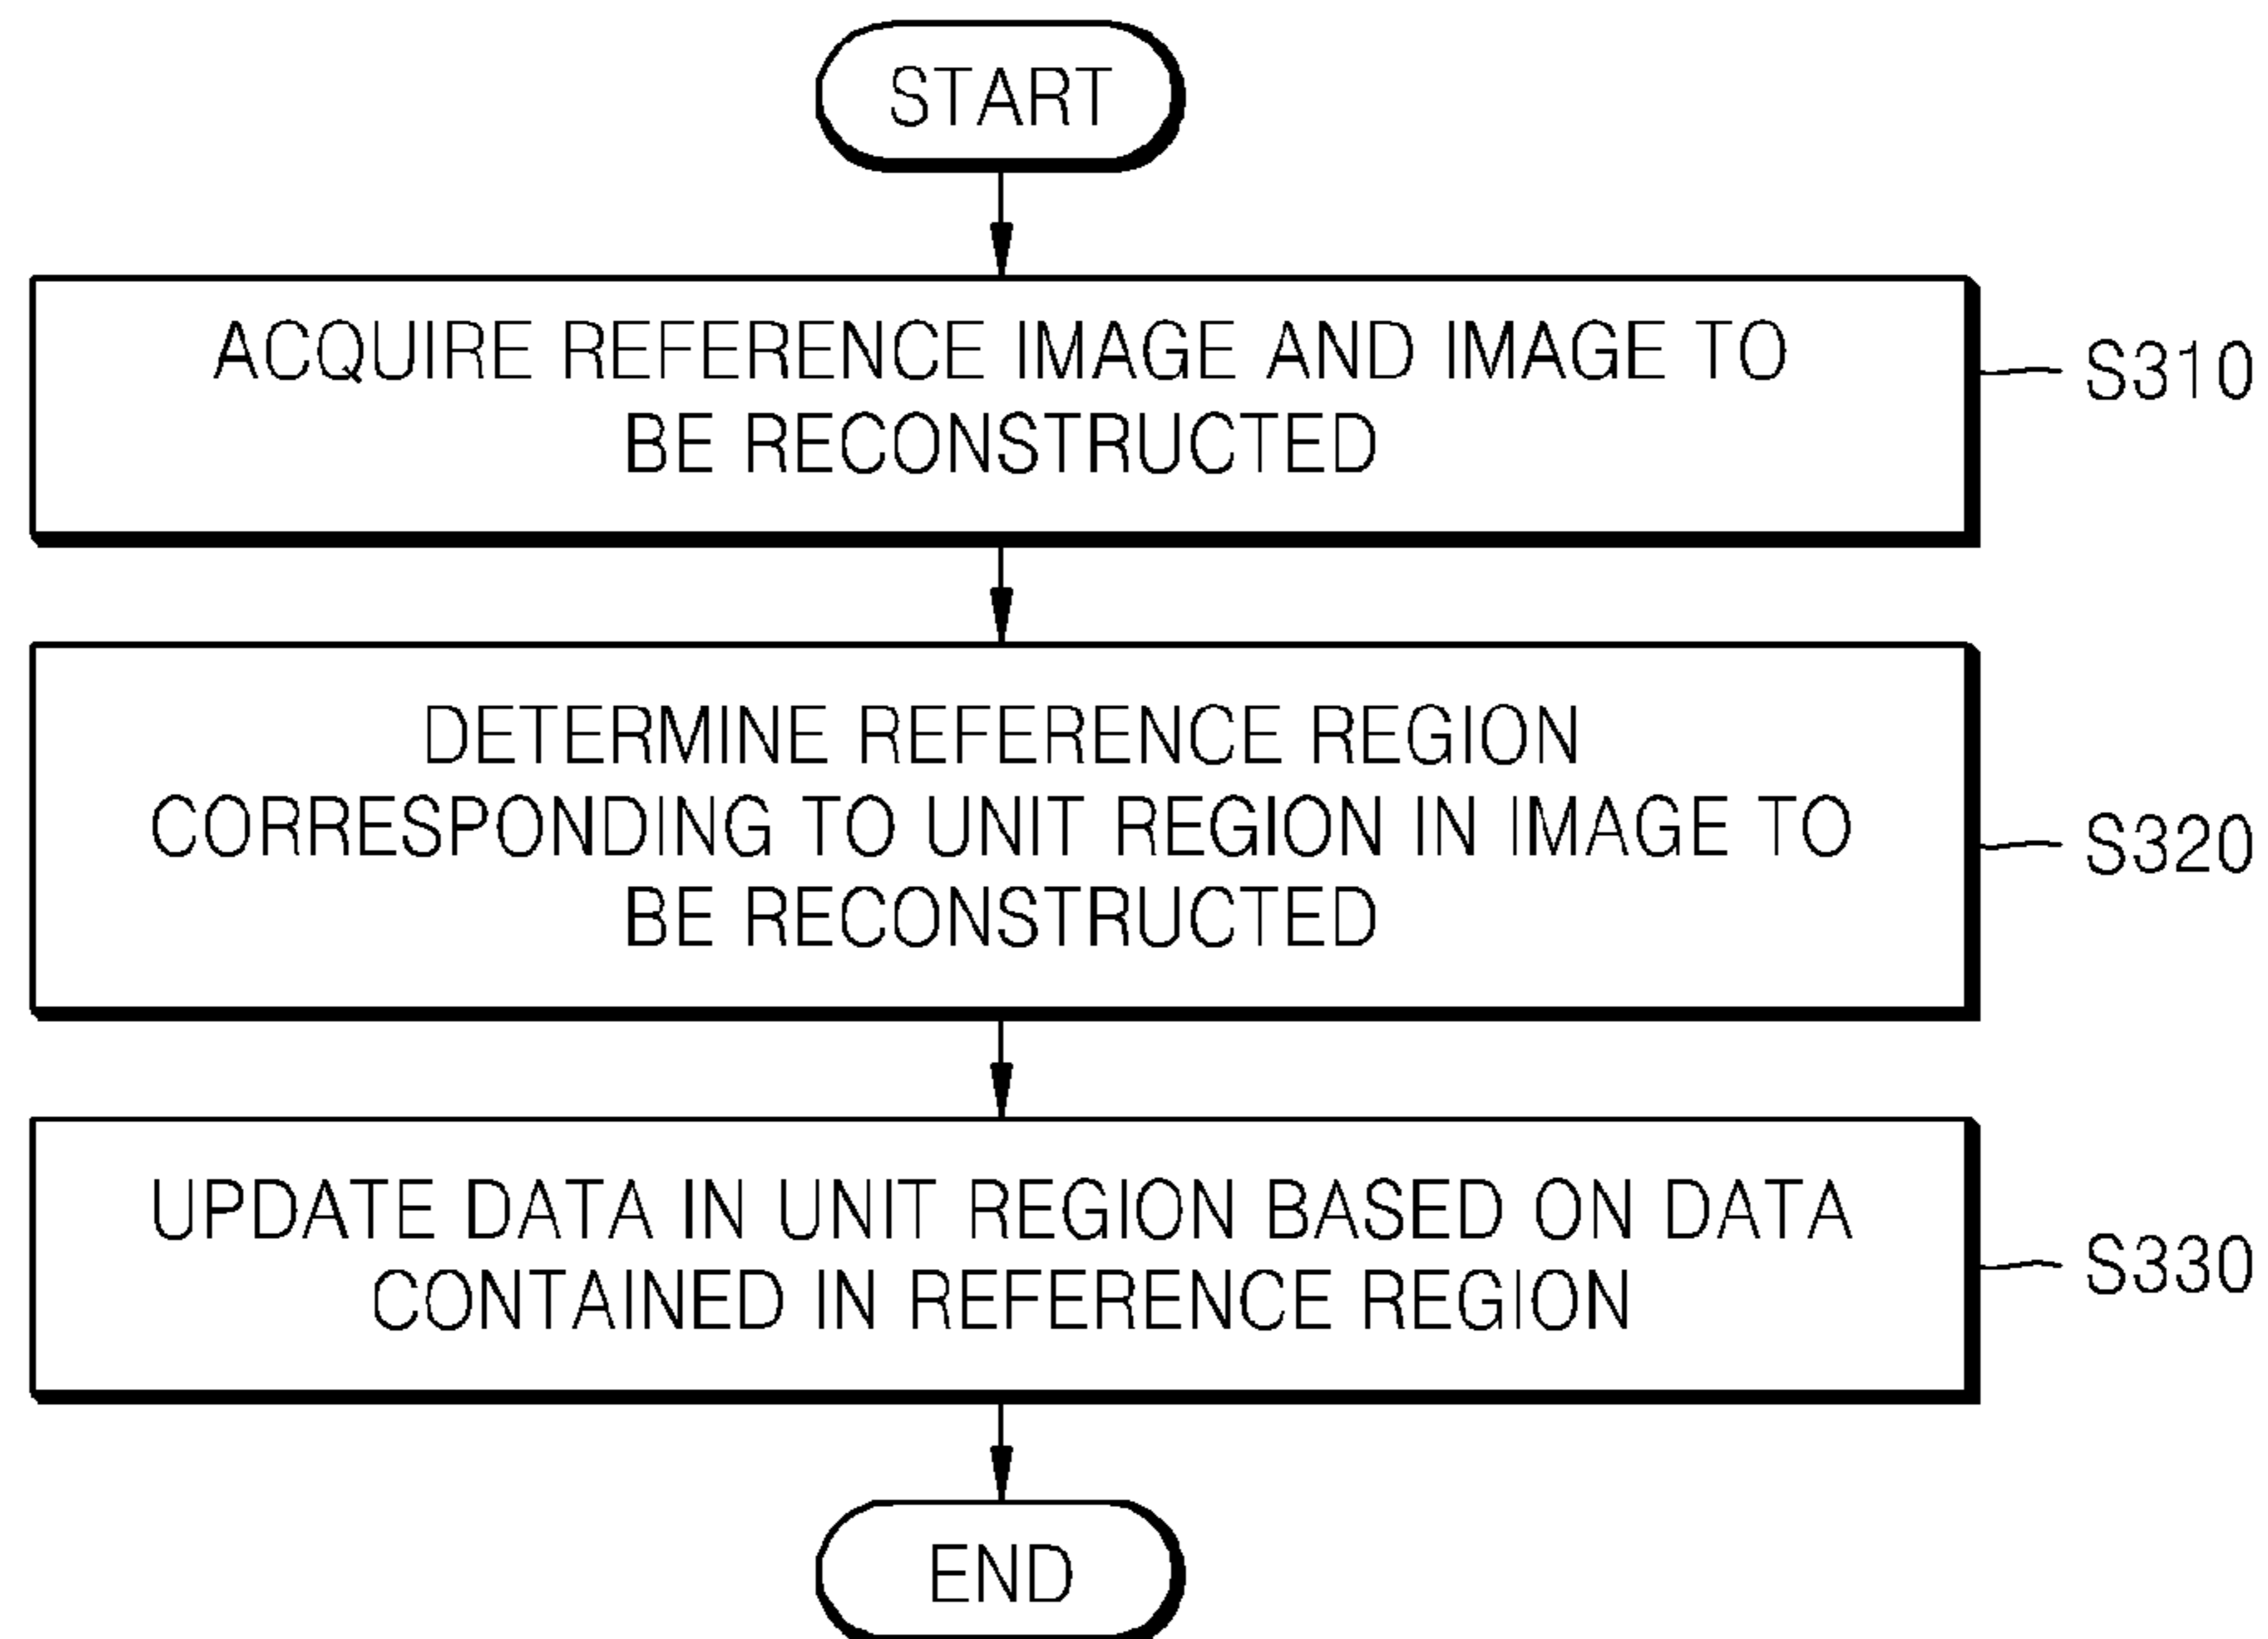 START
ACQUIRE REFERENCE IMAGE AND IMAGE TO
BE RECONSTRUCTED
S310
DETERMINE REFERENCE REGION
CORRESPONDING TO UNIT REGION IN IMAGE TO
BE RECONSTRUCTED
S320
UPDATE DATA IN UNIT REGION BASED ON DATA
CONTAINED IN REFERENCE REGION
S330
END